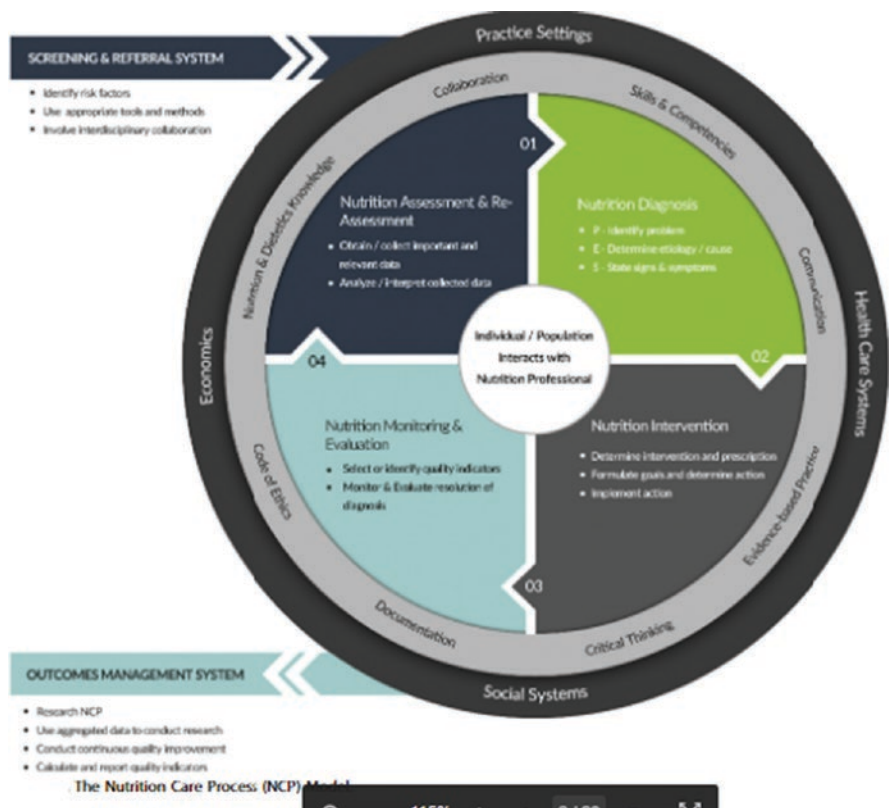 SCREENING & REFERRAL SYSTEM
Identify risk factors
Use appropriate tools and methods
Involve interdisciplinary collaboration
Practice Settings
Health Care Systems
Social Systems
Economics
Collaboration
Skills & Competencies
Communication
Evidence-based Practice
Critical Thinking
Documentation
Code of Ethics
Nutrition & Dietetics Knowledge
01
Nutrition Assessment & Re-
Assessment
Obtain / collect important and
relevant data
Analyze / interpret collected data
Nutrition Diagnosis
P - Identify problem
E - Determine etiology / cause
S - State signs & symptoms
02
Individual / Population
Interacts with
Nutrition Professional
Nutrition Intervention
Determine intervention and prescription
Formulate goals and determine action
Implement action
03
Nutrition Monitoring &
Evaluation
Select or identify quality indicators
Monitor & Evaluate resolution of
diagnosis
04
OUTCOMES MANAGEMENT SYSTEM
Research NCP
Use aggregated data to conduct research
Conduct continuous quality improvement
Calculate and report quality indicators
The Nutrition Care Process (NCP) Model.